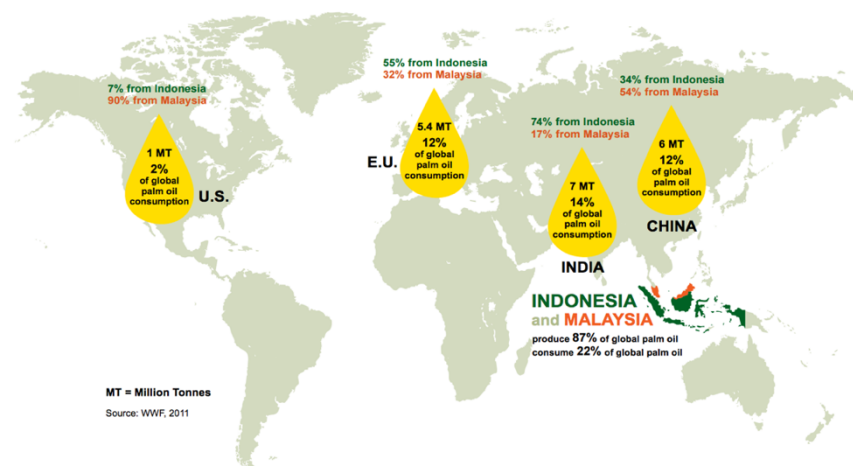 7% from Indonesia
90% from Malaysia
1 MT
2%
of global
palm oil
consumption
U.S.
55% from Indonesia
32% from Malaysia
5.4 MT
12%
of global
palm oil
consumption
E.U.
74% from Indonesia
17% from Malaysia
7 MT
14%
of global
palm oil
consumption
INDIA
34% from Indonesia
54% from Malaysia
6 MT
12%
of global
palm oil
consumption
CHINA
INDONESIA
and MALAYSIA
produce 87% of global palm oil
consume 22% of global palm oil
MT = Million Tonnes
Source: WWF, 2011